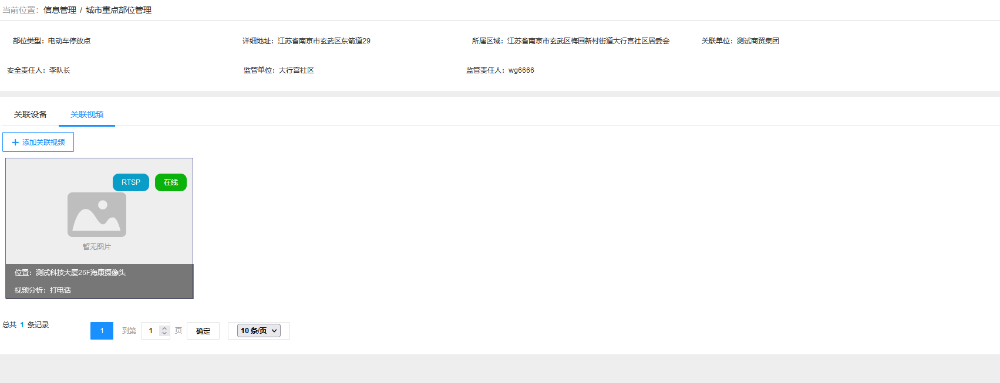 当前位置：信息管理 / 城市重点部位管理
部位类型：电动车停放点 详细地址：江苏省南京市玄武区东箭道29 所属区域：江苏省南京市玄武区梅园新村街道大行宫社区居委会 关联单位：测试商贸集团
安全责任人：李队长 监管单位：大行宫社区 监管责任人：wg6666
关联设备 关联视频
添加关联视频
RTSP 在线
暂无图片
位置：测试科技大厦26F海康摄像头
视频分析：打电话
总共 1 条记录 1 到第 1 页 确定 10 条/页